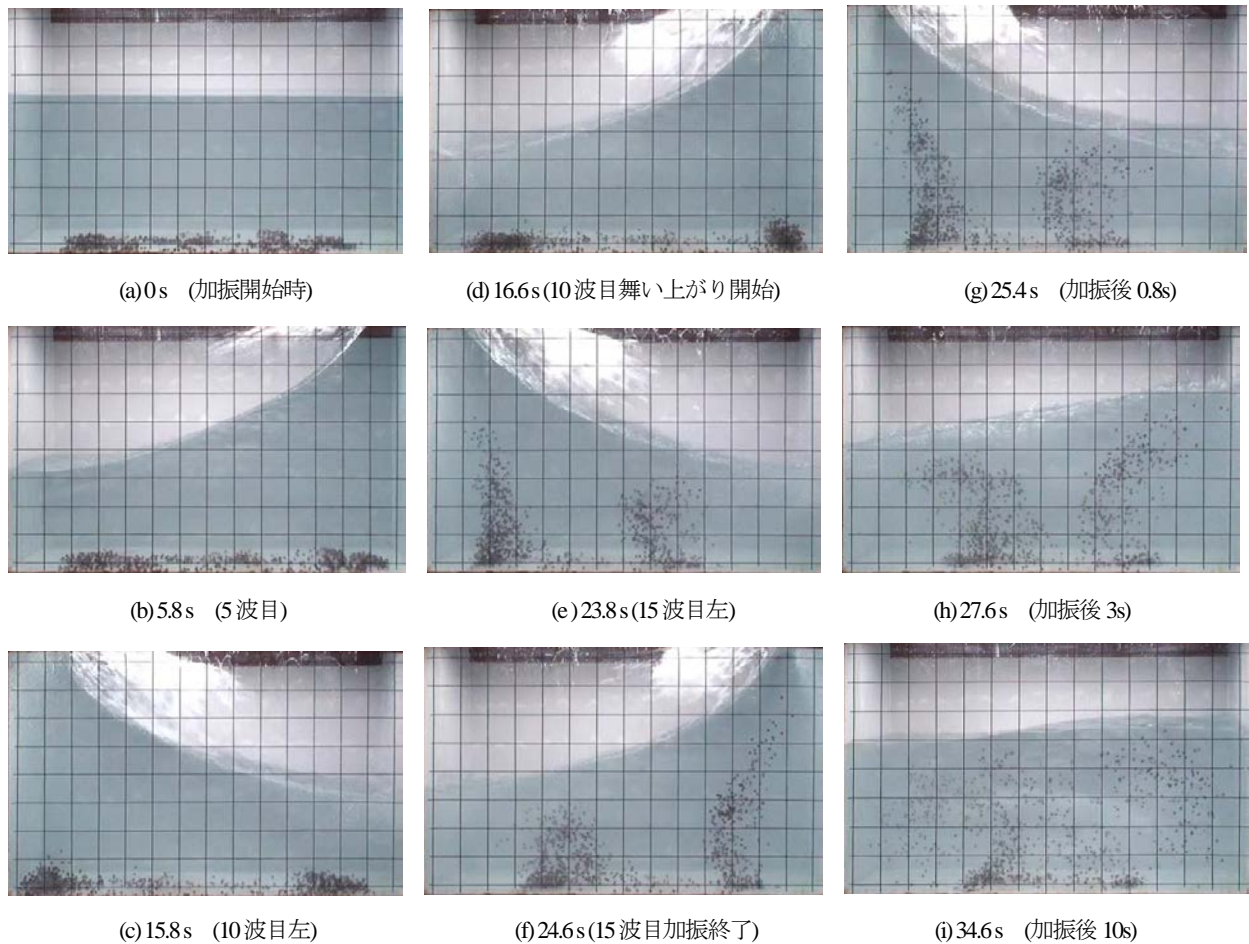 (a) 0 s (加振開始時)
(d) 16.6 s (10 波目舞い上がり開始)
(g) 25.4 s (加振後 0.8s)
(b) 5.8 s (5 波目)
(e) 23.8 s (15 波目左)
(h) 27.6 s (加振後 3s)
(c) 15.8 s (10 波目左)
(f) 24.6 s (15 波目加振終了)
(i) 34.6 s (加振後 10s)